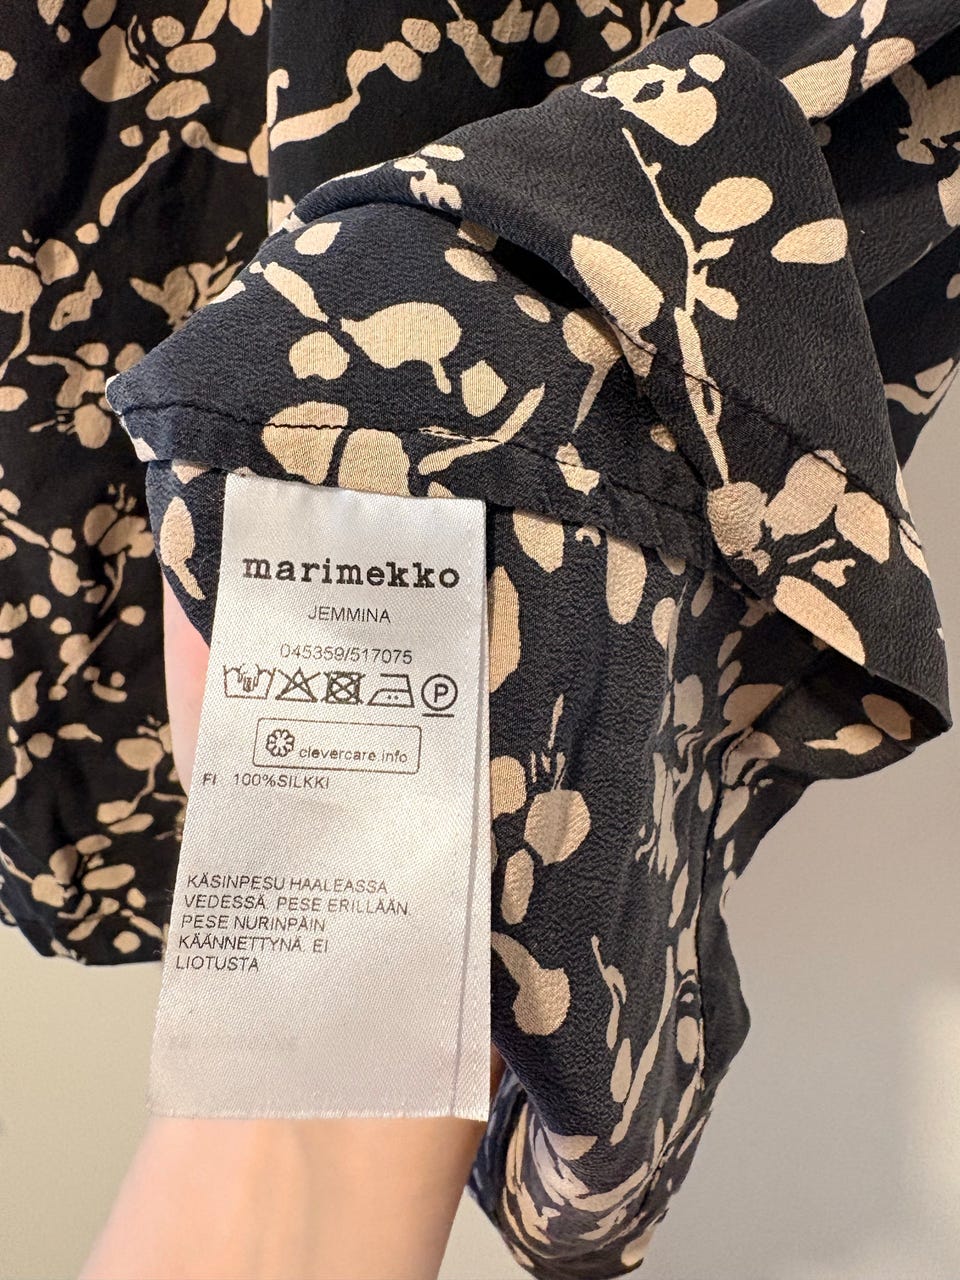 marimekko
JEMMINA
045359/517075
P
clevercare.info
FI 100%SILKKI
KÄSINPESU HAALEASSA
VEDESSÄ. PESE ERILLÄÄN.
PESE NURINPÄIN
KÄÄNNETTYNÄ. EI
LIOTUSTA